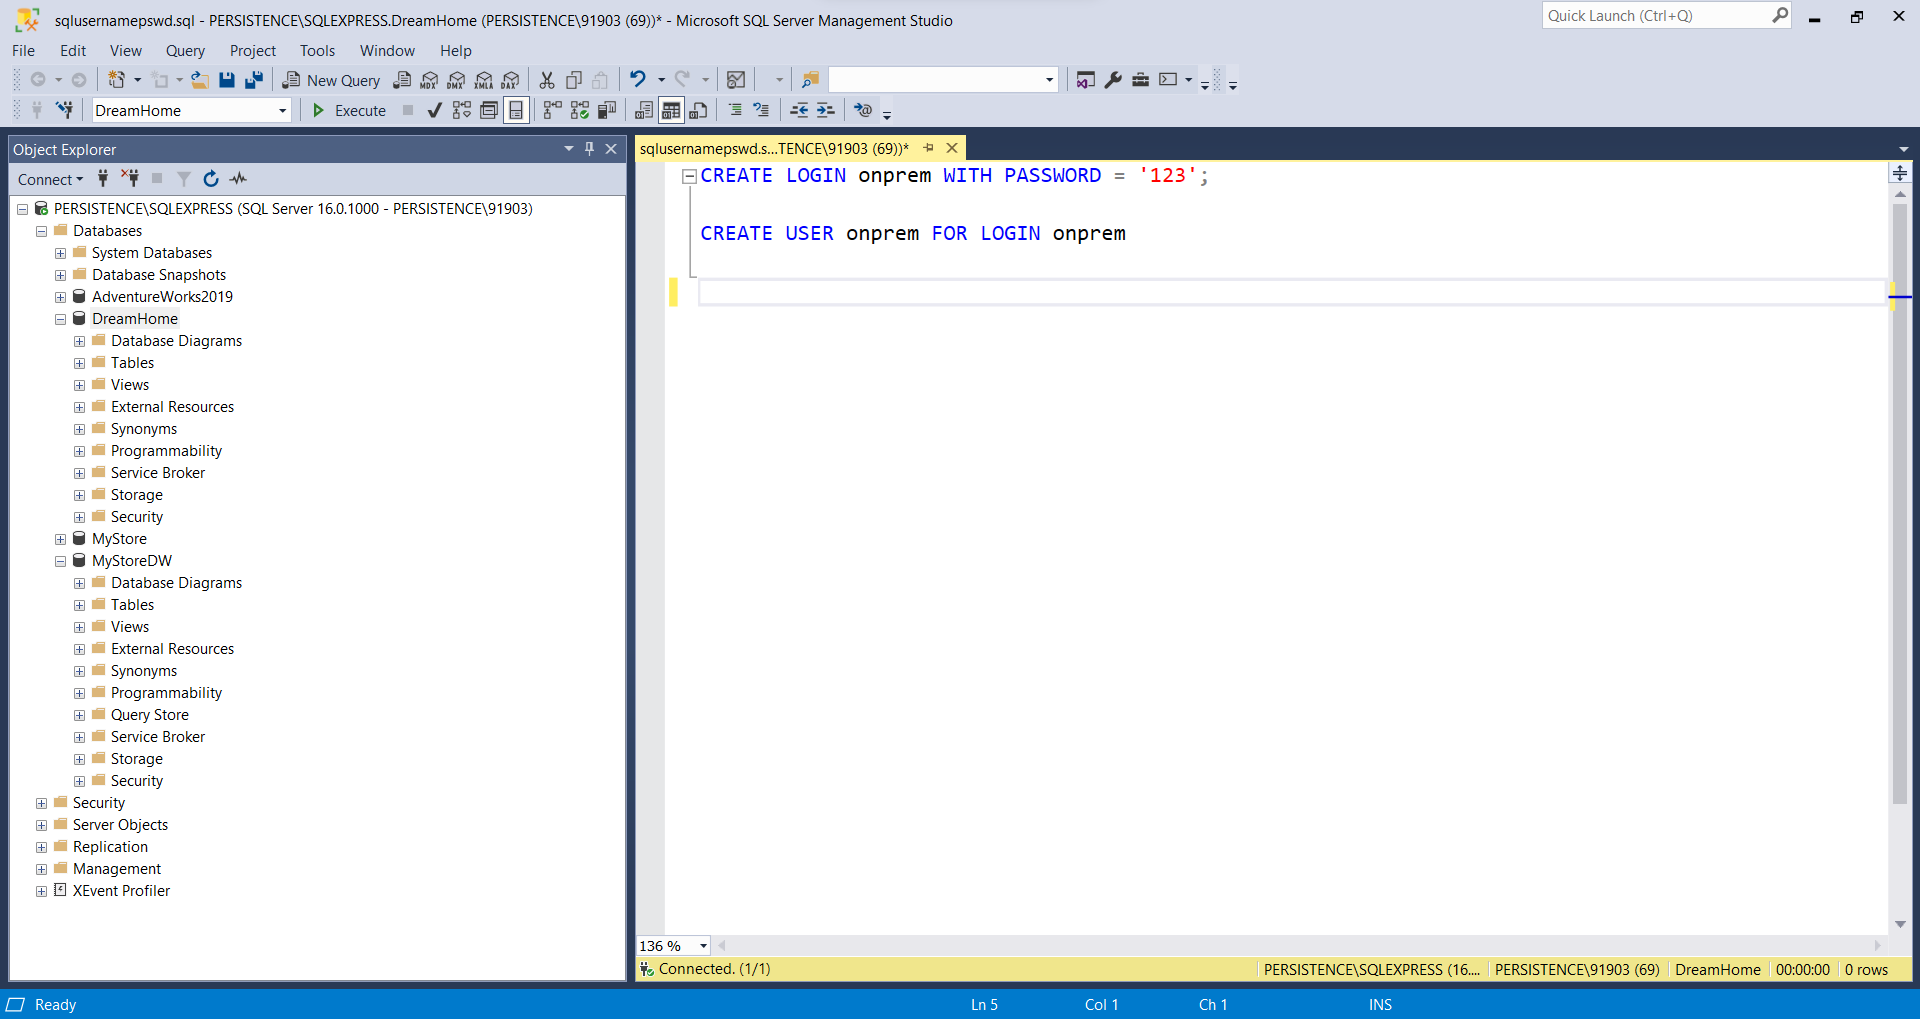 sqlusernamepswd.sql - PERSISTENCE\SQLEXPRESS.DreamHome (PERSISTENCE\91903 (69))* - Microsoft SQL Server Management Studio
Quick Launch (Ctrl+Q)
File Edit View Query Project Tools Window Help
New Query MDX DMX XMLA DAX
DreamHome Execute
Object Explorer
sqlusernamepswd.s...TENCE\91903 (69))*
Connect
PERSISTENCE\SQLEXPRESS (SQL Server 16.0.1000 - PERSISTENCE\91903)
Databases
System Databases
Database Snapshots
AdventureWorks2019
DreamHome
Database Diagrams
Tables
Views
External Resources
Synonyms
Programmability
Service Broker
Storage
Security
MyStore
MyStoreDW
Database Diagrams
Tables
Views
External Resources
Synonyms
Programmability
Query Store
Service Broker
Storage
Security
Security
Server Objects
Replication
Management
XEvent Profiler
CREATE LOGIN onprem WITH PASSWORD = '123';
CREATE USER onprem FOR LOGIN onprem
136 %
Connected. (1/1)
PERSISTENCE\SQLEXPRESS (16.... PERSISTENCE\91903 (69) DreamHome 00:00:00 0 rows
Ready Ln 5 Col 1 Ch 1 INS